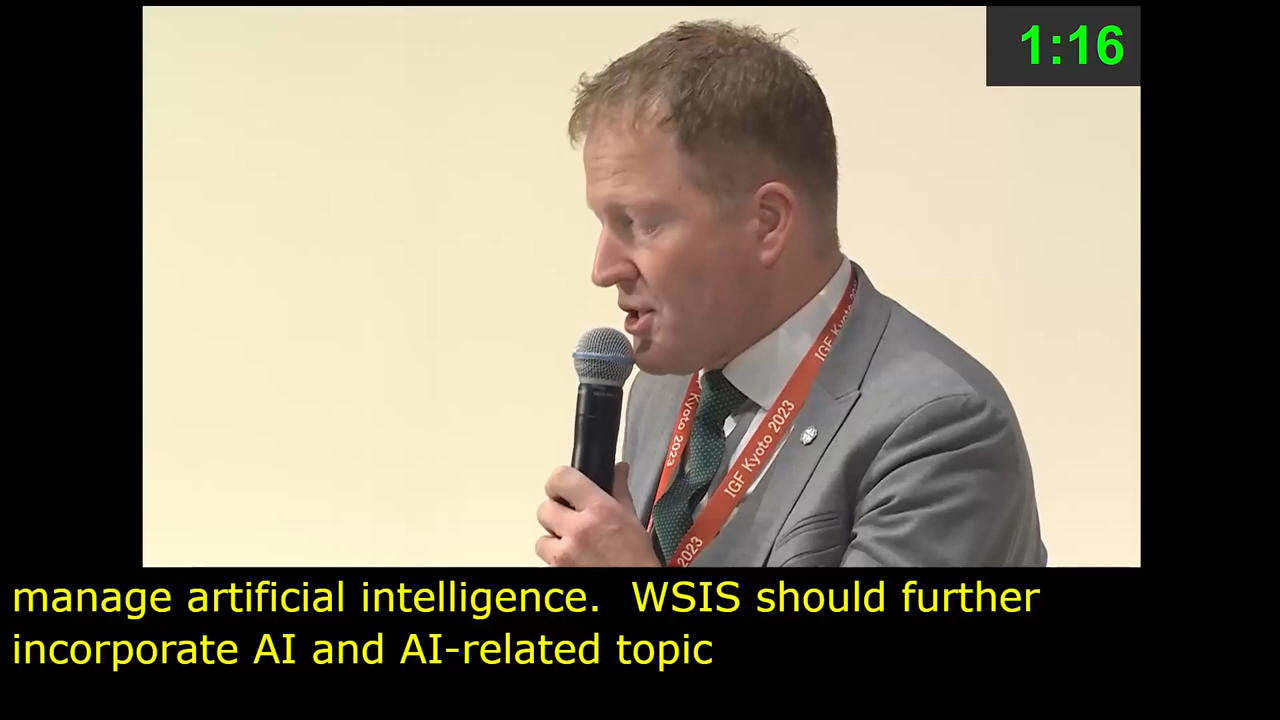 1:16
IGF Kyoto 2023
IGF Kyoto 202
Kyoto 2023
2023
manage artificial intelligence.  WSIS should further
incorporate AI and AI-related topic